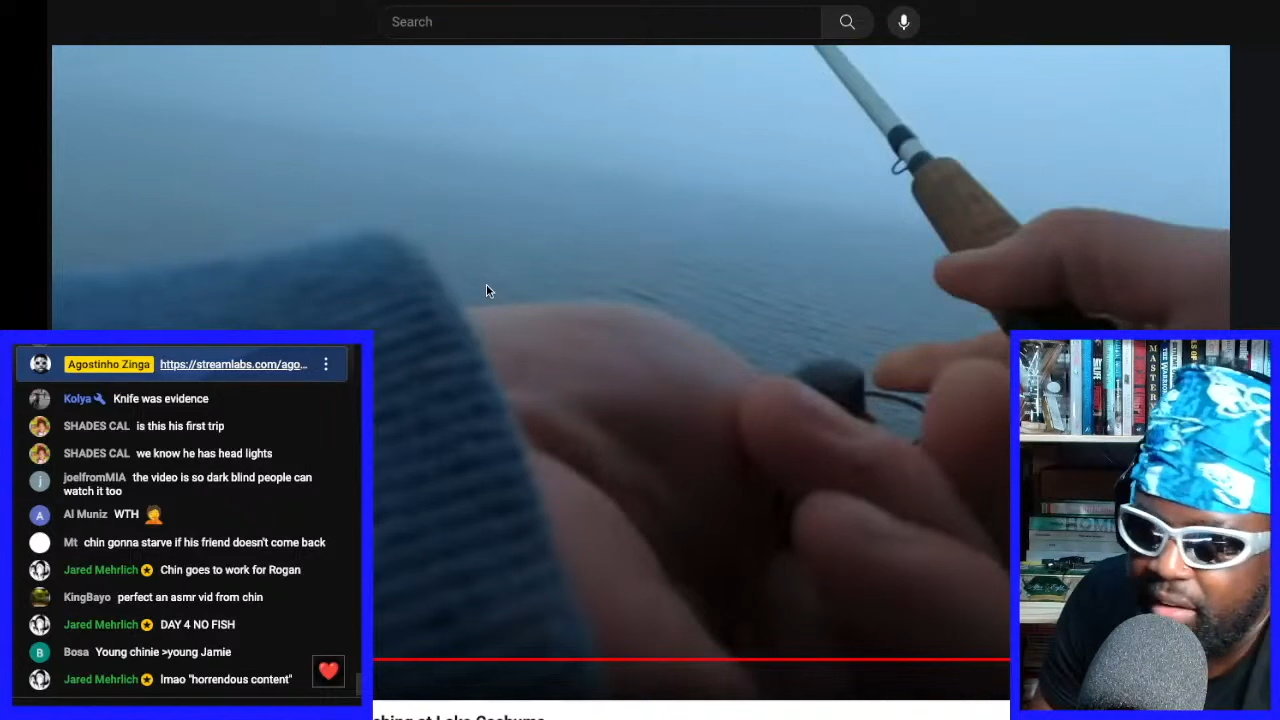 Search
Agostinho Zinga https://streamlabs.com/ago...
Kolya Knife was evidence
SHADES CAL is this his first trip
SHADES CAL we know he has head lights
joelfromMIA the video is so dark blind people can
watch it too
Al Muniz WTH
Mt chin gonna starve if his friend doesn't come back
Jared Mehrlich Chin goes to work for Rogan
KingBayo perfect an asmr vid from chin
Jared Mehrlich DAY 4 NO FISH
Bosa Young chinie >young Jamie
Jared Mehrlich lmao "horrendous content"
MASTERY